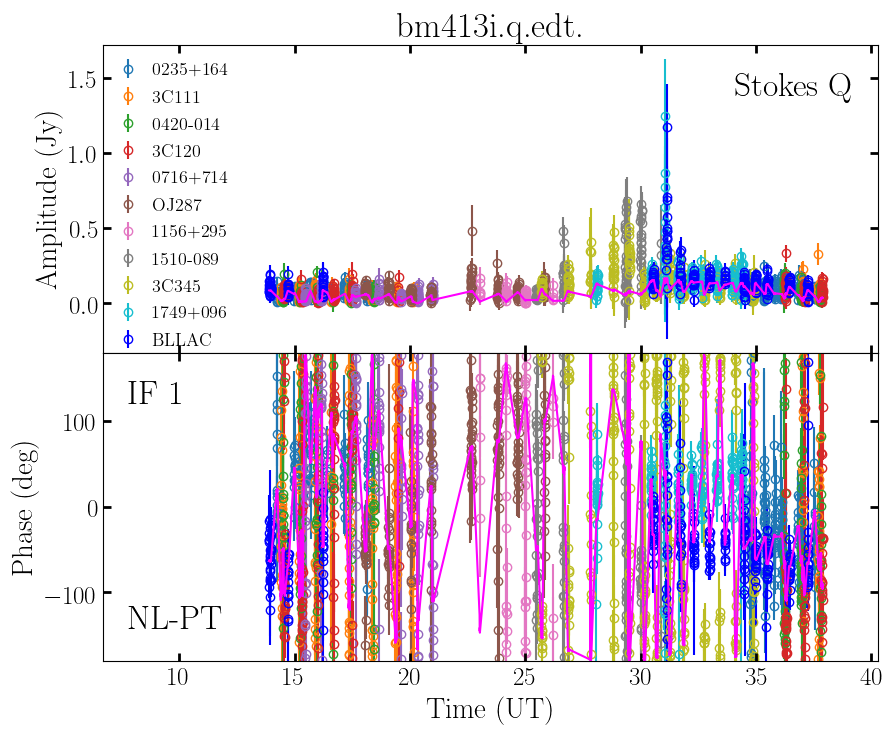 bm413i.q.edt.
Stokes Q
Amplitude (Jy)
1.5
1.0
0.5
0.0
0235+164
3C111
0420-014
3C120
0716+714
OJ287
1156+295
1510-089
3C345
1749+096
BLLAC
IF 1
NL-PT
Phase (deg)
100
0
−100
10
15
20
25
30
35
40
Time (UT)